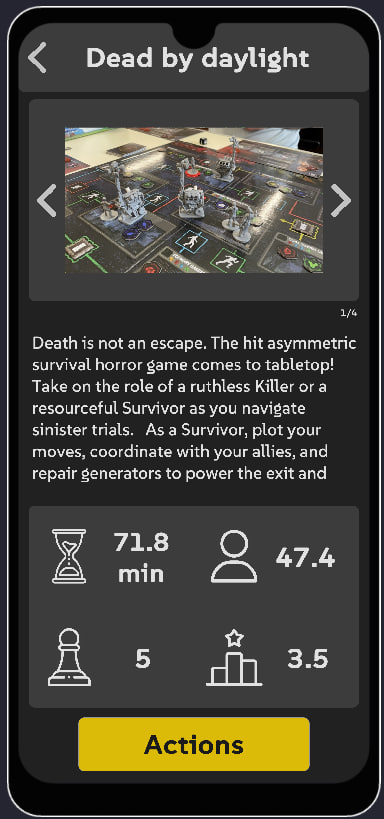 Dead by daylight
1/4
Death is not an escape. The hit asymmetric
survival horror game comes to tabletop!
Take on the role of a ruthless Killer or a
resourceful Survivor as you navigate
sinister trials. As a Survivor, plot your
moves, coordinate with your allies, and
repair generators to power the exit and
71.8
min
47.4
5
3.5
Actions